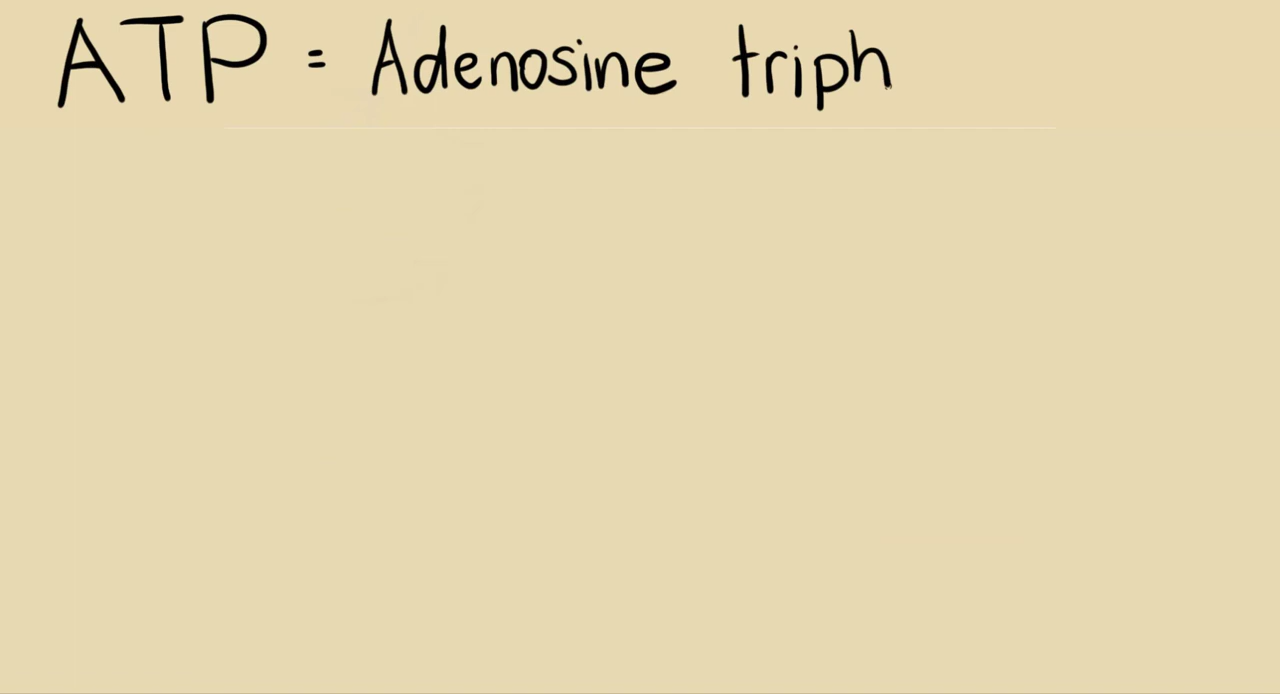 ATP = Adenosine triph